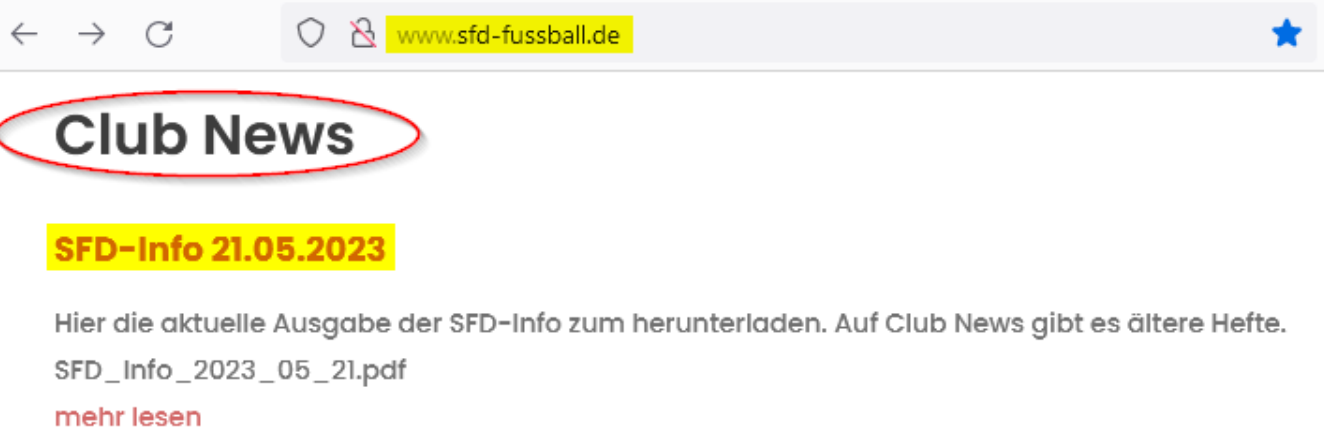 www.sfd-fussball.de
Club News
SFD-Info 21.05.2023
Hier die aktuelle Ausgabe der SFD-Info zum herunterladen. Auf Club News gibt es ältere Hefte.
SFD_Info_2023_05_21.pdf
mehr lesen